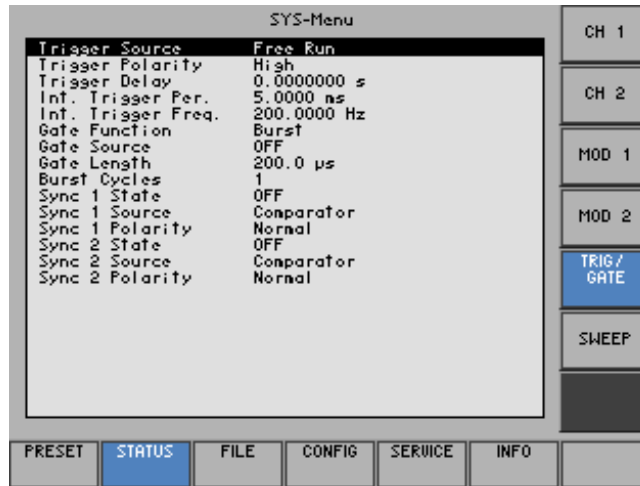 SYS-Menu
Trigger Source Free Run
Trigger Polarity High
Trigger Delay 0.0000000 s
Int. Trigger Per. 5.0000 ms
Int. Trigger Freq. 200.0000 Hz
Gate Function Burst
Gate Source OFF
Gate Length 200.0 µs
Burst Cycles 1
Sync 1 State OFF
Sync 1 Source Comparator
Sync 1 Polarity Normal
Sync 2 State OFF
Sync 2 Source Comparator
Sync 2 Polarity Normal
CH 1
CH 2
MOD 1
MOD 2
TRIG/
GATE
SWEEP
PRESET STATUS FILE CONFIG SERVICE INFO